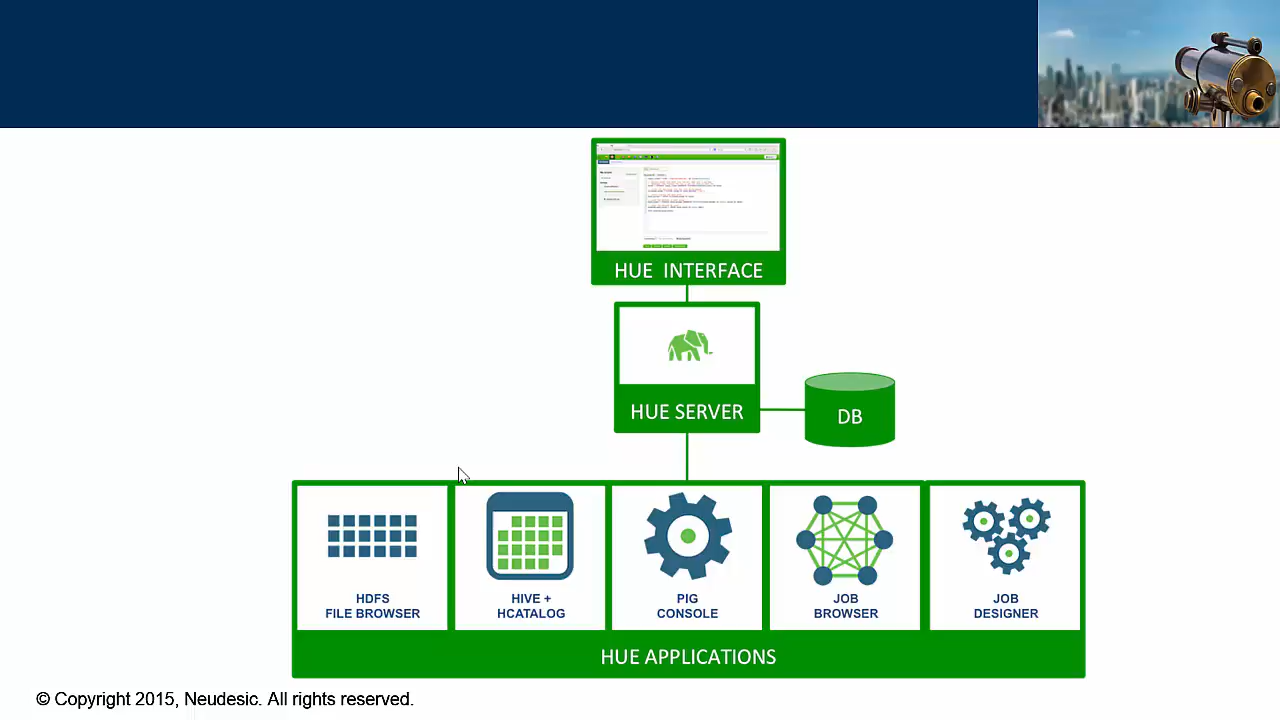 HUE  INTERFACE
HUE SERVER
DB
HDFS
FILE BROWSER
HIVE +
HCATALOG
PIG
CONSOLE
JOB
BROWSER
JOB
DESIGNER
HUE APPLICATIONS
© Copyright 2015, Neudesic. All rights reserved.